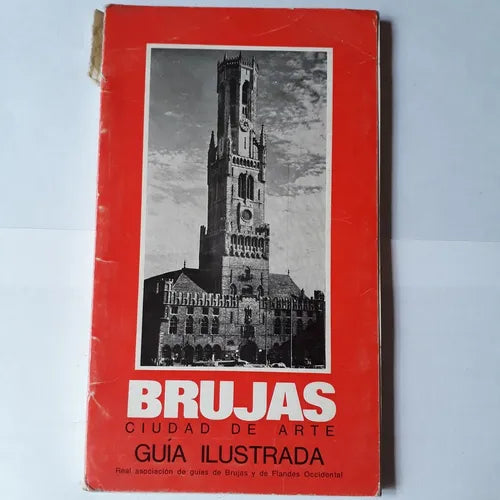 BRUJAS
CIUDAD DE ARTE
GUÍA ILUSTRADA
Real asociación de guías de Brujas y de Flandes Occidental